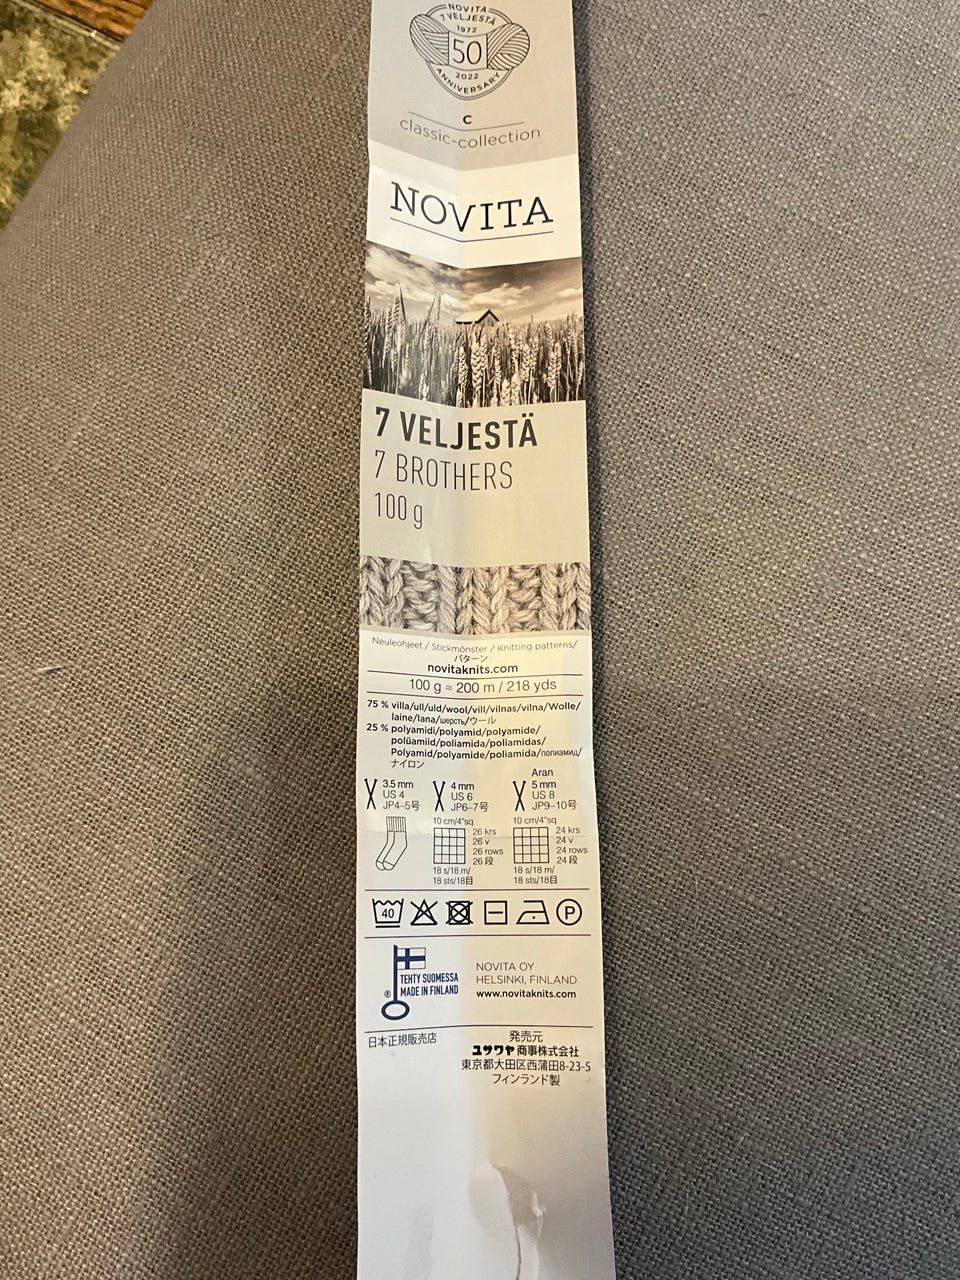 NOVITA
7 VELJESTÄ
1972
50
2022
ANNIVERSARY
C
classic-collection
NOVITA
7 VELJESTÄ
7 BROTHERS
100 g
Neuleohjeet / Stickmönster / Knitting patterns/
パターン
novitaknits.com
100 g ≈ 200 m / 218 yds
75 % villa/ull/uld/wool/vill/vilnas/vilna/Wolle/
laine/lana/шерсть/ウール
25 % polyamidi/polyamid/polyamide/
polüamiid/poliamida/poliamidas/
Polyamid/polyamide/poliamida/полиамид/
ナイロン
3.5 mm
US 4
JP4-5号
4 mm
US 6
JP6-7号
Aran
5 mm
US 8
JP9-10号
10 cm/4"sq
26 krs
26 v
26 rows
26 段
18 s/18 m/
18 sts/18目
10 cm/4"sq
24 krs
24 v
24 rows
24 段
18 s/18 m/
18 sts/18目
40
P
TEHTY SUOMESSA
® MADE IN FINLAND
NOVITA OY
HELSINKI, FINLAND
www.novitaknits.com
日本正規販売店
発売元
ユザワヤ商事株式会社
東京都大田区西蒲田8-23-5
フィンランド製